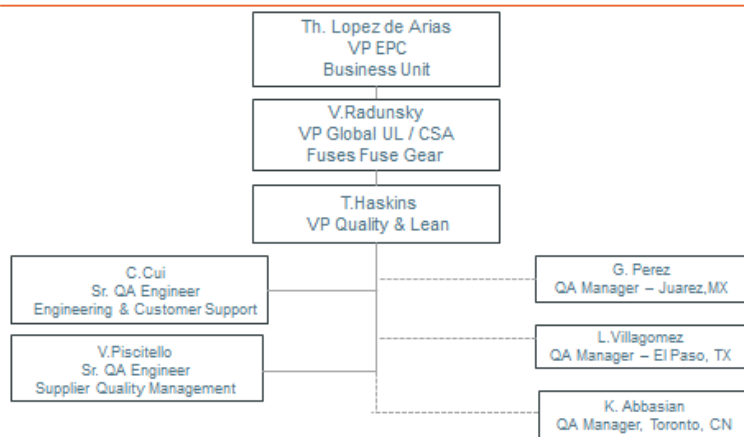 Th. Lopez de Arias
VP EPC
Business Unit
V.Radunsky
VP Global UL / CSA
Fuses Fuse Gear
T.Haskins
VP Quality & Lean
C.Cui
Sr. QA Engineer
Engineering & Customer Support
V.Piscitello
Sr. QA Engineer
Supplier Quality Management
G. Perez
QA Manager – Juarez,MX
L.Villagomez
QA Manager – El Paso, TX
K. Abbasian
QA Manager, Toronto, CN